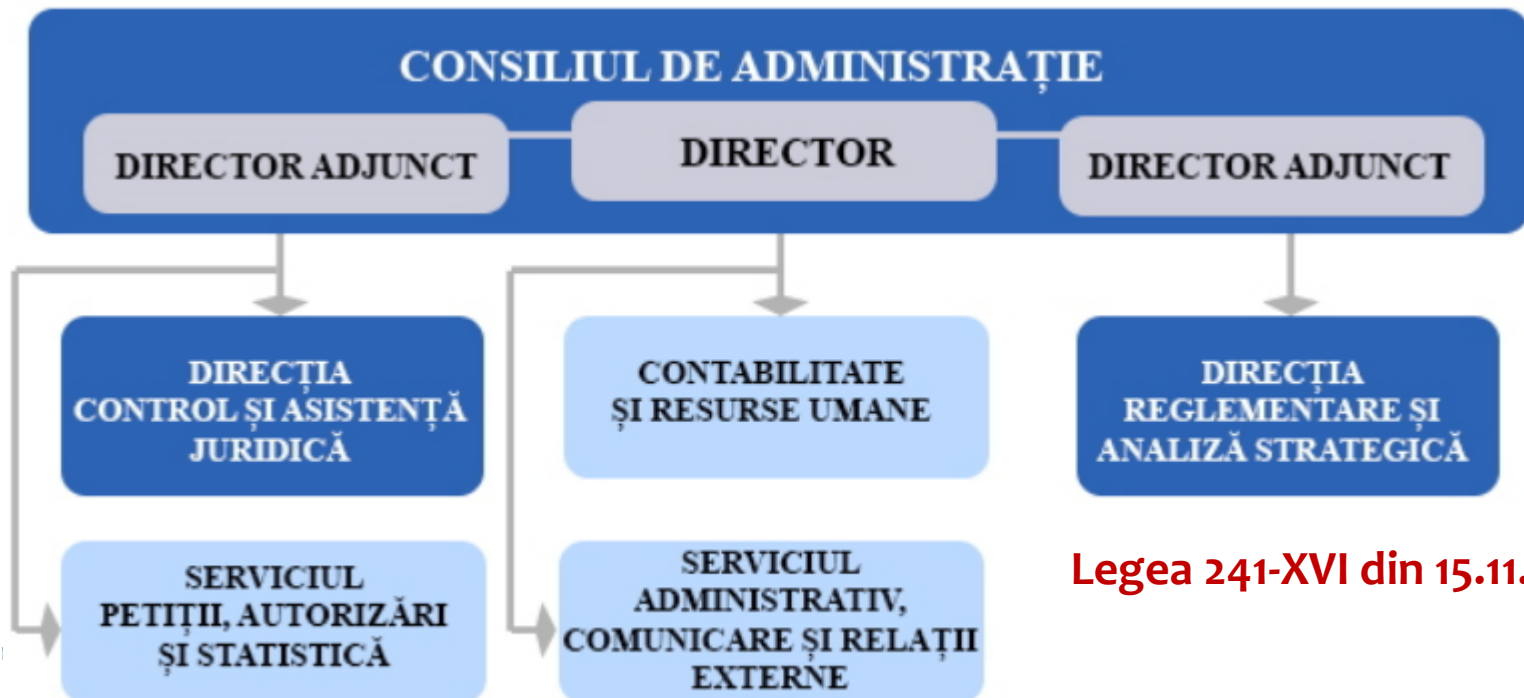 CONSILIUL DE ADMINISTRAȚIE
DIRECTOR ADJUNCT
DIRECTOR
DIRECTOR ADJUNCT
DIRECȚIA
CONTROL ȘI ASISTENȚĂ
JURIDICĂ
CONTABILITATE
ȘI RESURSE UMANE
DIRECȚIA
REGLEMENTARE ȘI
ANALIZĂ STRATEGICĂ
SERVICIUL
PETIȚII, AUTORIZĂRI
ȘI STATISTICĂ
SERVICIUL
ADMINISTRATIV,
COMUNICARE ȘI RELAȚII
EXTERNE
Legea 241-XVI din 15.11.